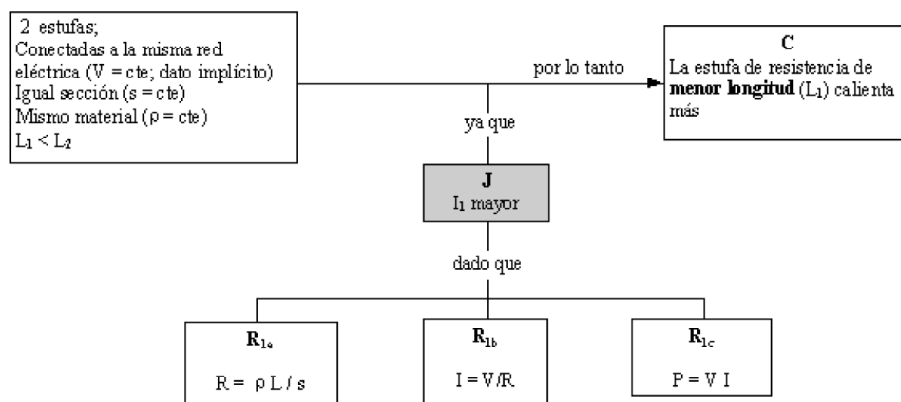 2 estufas;
Conectadas a la misma red
eléctrica (V = cte; dato implícito)
Igual sección (s = cte)
Mismo material (ρ = cte)
L₁ < L₂
por lo tanto
C
La estufa de resistencia de
menor longitud (L₁) calienta
más
ya que
J
I₁ mayor
dado que
R₁ₐ
R = ρ L / s
R₁b
I = V/R
R₁c
P = V I